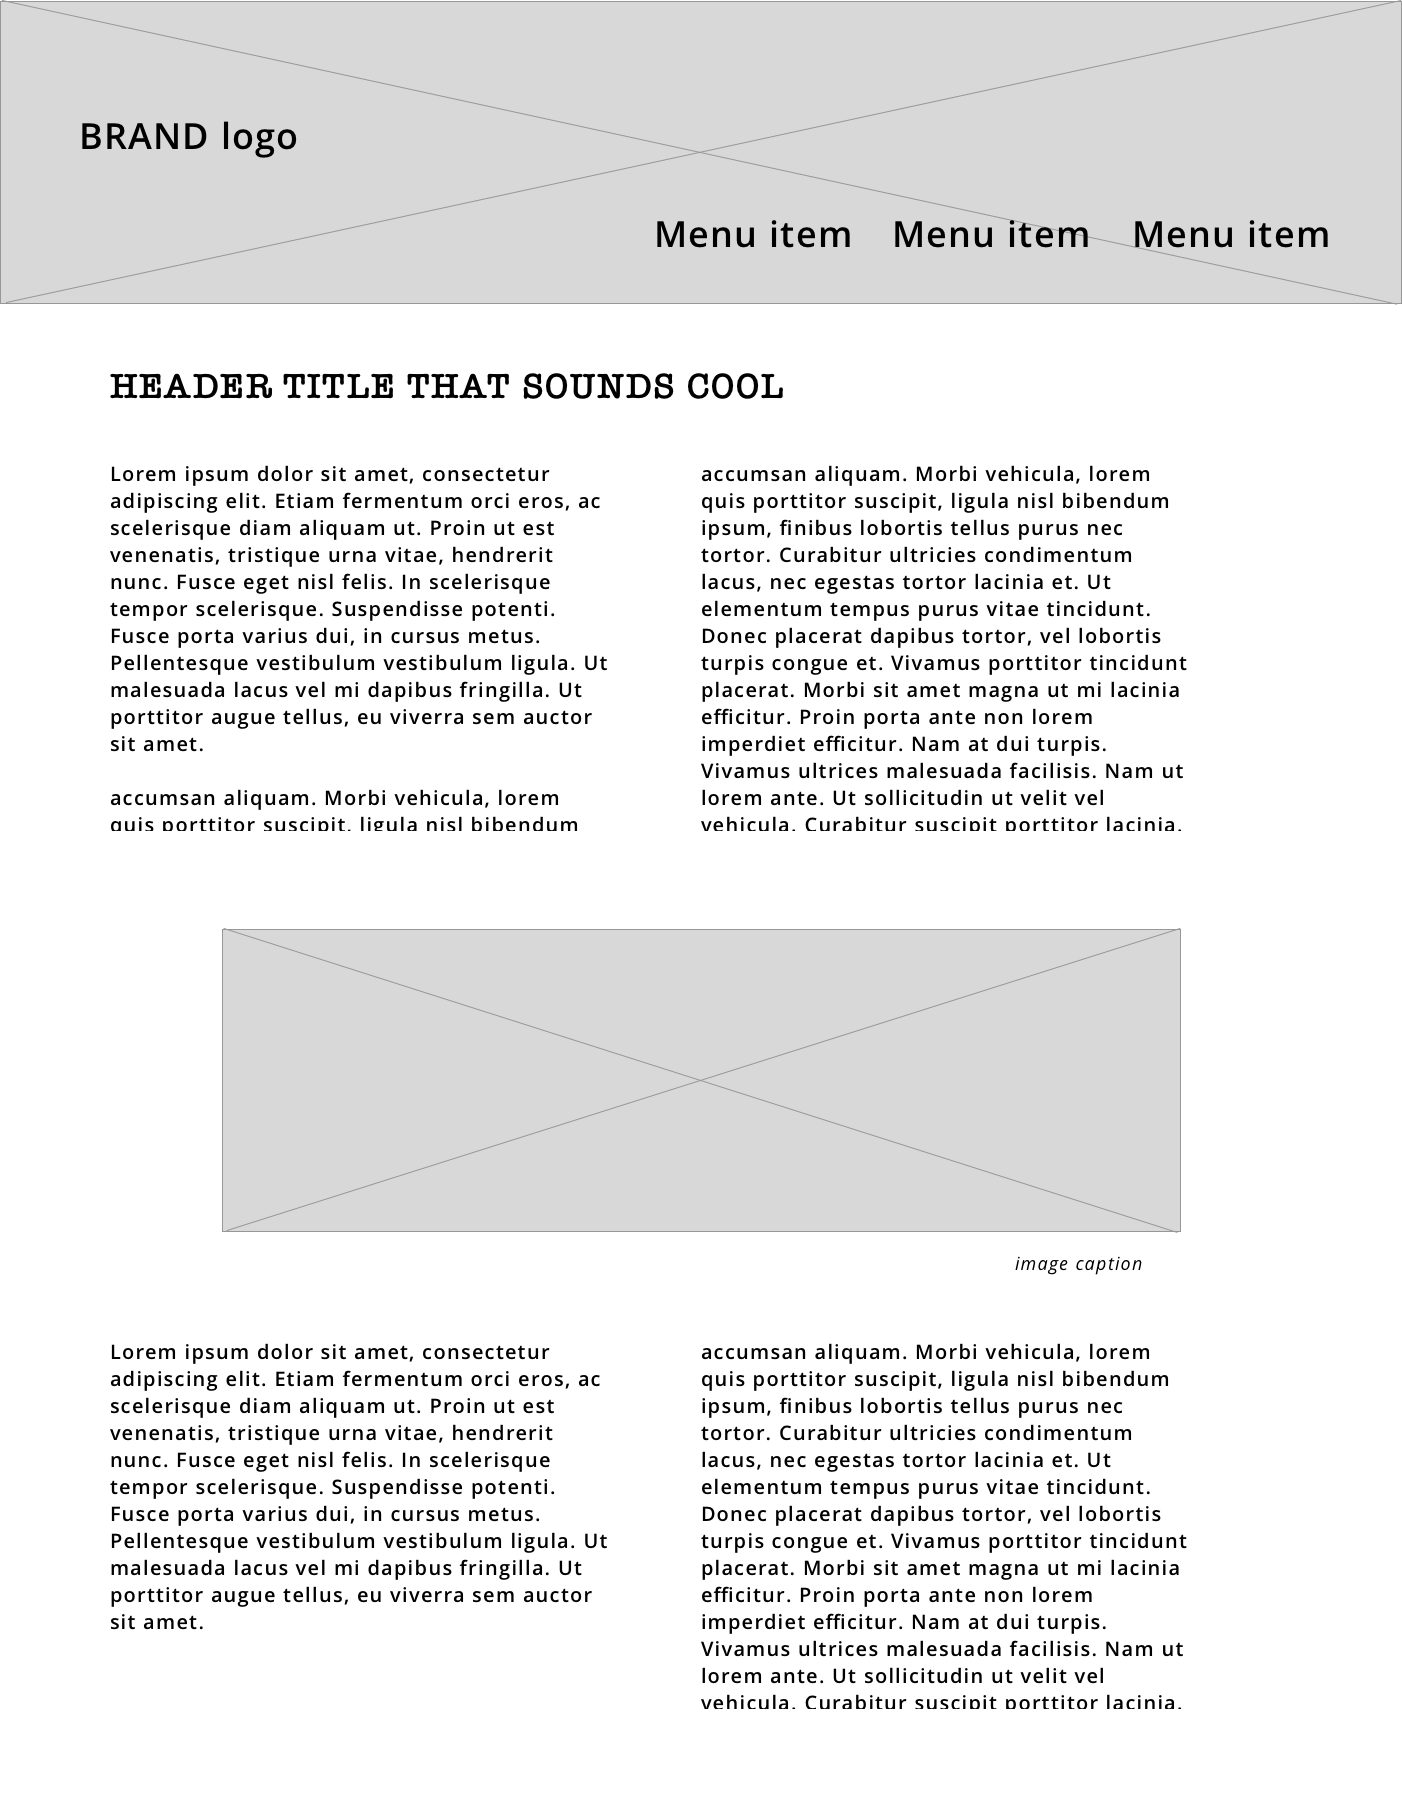 BRAND logo
Menu item Menu item Menu item
HEADER TITLE THAT SOUNDS COOL
Lorem ipsum dolor sit amet, consectetur
adipiscing elit. Etiam fermentum orci eros, ac
scelerisque diam aliquam ut. Proin ut est
venenatis, tristique urna vitae, hendrerit
nunc. Fusce eget nisl felis. In scelerisque
tempor scelerisque. Suspendisse potenti.
Fusce porta varius dui, in cursus metus.
Pellentesque vestibulum vestibulum ligula. Ut
malesuada lacus vel mi dapibus fringilla. Ut
porttitor augue tellus, eu viverra sem auctor
sit amet.
accumsan aliquam. Morbi vehicula, lorem
quis porttitor suscipit, ligula nisl bibendum
accumsan aliquam. Morbi vehicula, lorem
quis porttitor suscipit, ligula nisl bibendum
ipsum, finibus lobortis tellus purus nec
tortor. Curabitur ultricies condimentum
lacus, nec egestas tortor lacinia et. Ut
elementum tempus purus vitae tincidunt.
Donec placerat dapibus tortor, vel lobortis
turpis congue et. Vivamus porttitor tincidunt
placerat. Morbi sit amet magna ut mi lacinia
efficitur. Proin porta ante non lorem
imperdiet efficitur. Nam at dui turpis.
Vivamus ultrices malesuada facilisis. Nam ut
lorem ante. Ut sollicitudin ut velit vel
vehicula. Curabitur suscipit porttitor lacinia.
image caption
Lorem ipsum dolor sit amet, consectetur
adipiscing elit. Etiam fermentum orci eros, ac
scelerisque diam aliquam ut. Proin ut est
venenatis, tristique urna vitae, hendrerit
nunc. Fusce eget nisl felis. In scelerisque
tempor scelerisque. Suspendisse potenti.
Fusce porta varius dui, in cursus metus.
Pellentesque vestibulum vestibulum ligula. Ut
malesuada lacus vel mi dapibus fringilla. Ut
porttitor augue tellus, eu viverra sem auctor
sit amet.
accumsan aliquam. Morbi vehicula, lorem
quis porttitor suscipit, ligula nisl bibendum
ipsum, finibus lobortis tellus purus nec
tortor. Curabitur ultricies condimentum
lacus, nec egestas tortor lacinia et. Ut
elementum tempus purus vitae tincidunt.
Donec placerat dapibus tortor, vel lobortis
turpis congue et. Vivamus porttitor tincidunt
placerat. Morbi sit amet magna ut mi lacinia
efficitur. Proin porta ante non lorem
imperdiet efficitur. Nam at dui turpis.
Vivamus ultrices malesuada facilisis. Nam ut
lorem ante. Ut sollicitudin ut velit vel
vehicula. Curabitur suscipit porttitor lacinia.